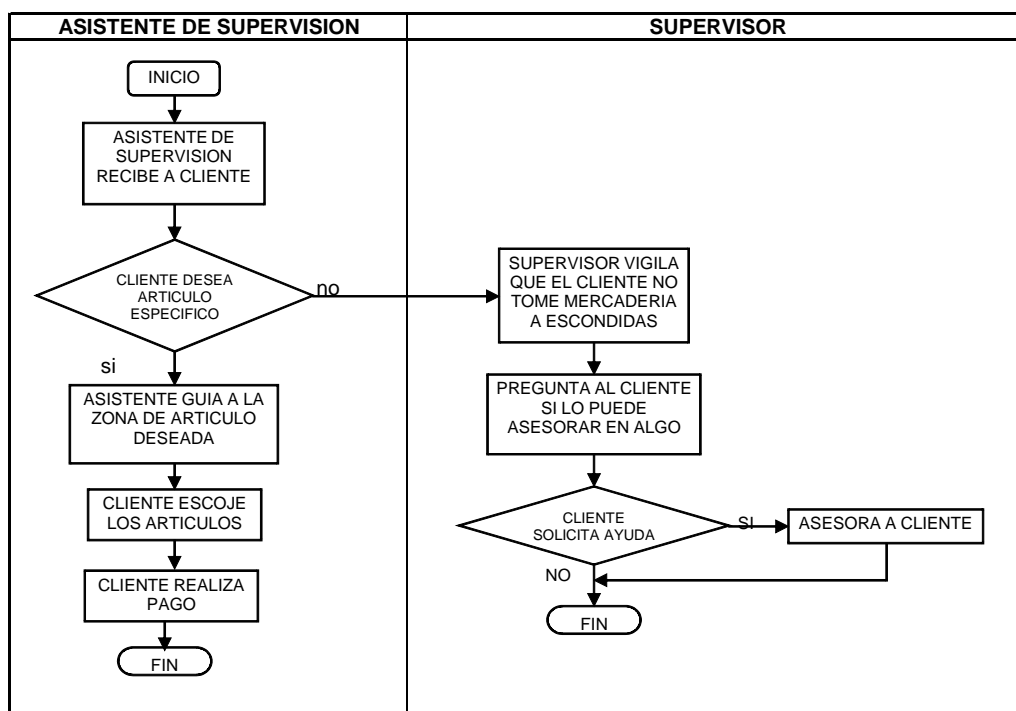 ASISTENTE DE SUPERVISION
SUPERVISOR
INICIO
ASISTENTE DE
SUPERVISION
RECIBE A CLIENTE
CLIENTE DESEA
ARTICULO
ESPECIFICO
no
si
ASISTENTE GUIA A LA
ZONA DE ARTICULO
DESEADA
CLIENTE ESCOJE
LOS ARTICULOS
CLIENTE REALIZA
PAGO
FIN
SUPERVISOR VIGILA
QUE EL CLIENTE NO
TOME MERCADERIA
A ESCONDIDAS
PREGUNTA AL CLIENTE
SI LO PUEDE
ASESORAR EN ALGO
CLIENTE
SOLICITA AYUDA
SI
ASESORA A CLIENTE
NO
FIN